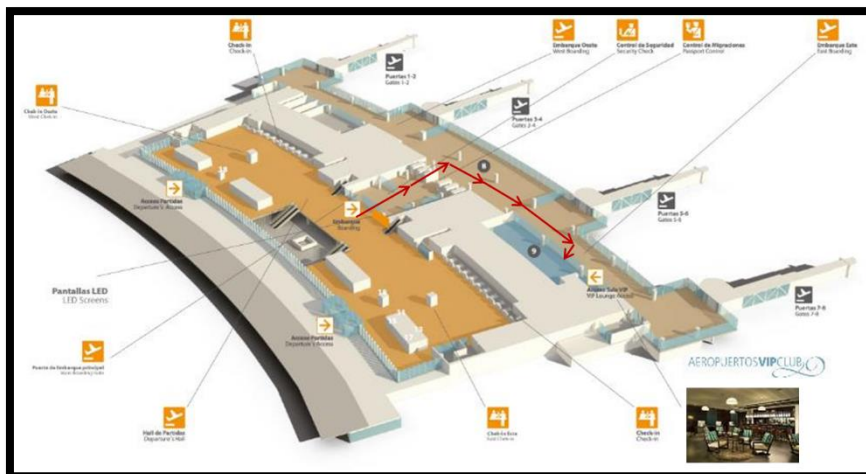 Check-in
Check-in
Embarque Oeste
West Boarding
Control de Seguridad
Security Check
Control de Migraciones
Passport Control
Embarque Este
East Boarding
Puertas 1-2
Gates 1-2
Check-in Oeste
West Check-in
Puertas 3-4
Gates 3-4
8
Acceso Partidas
Departure's Access
Embarque
Boarding
Puertas 5-6
Gates 5-6
9
Pantallas LED
LED Screens
Acceso Sala VIP
VIP Lounge Access
Puertas 7-8
Gates 7-8
Acceso Partidas
Departure's Access
Puerta de Embarque principal
AEROPUERTOS VIP CLUB
Hall de Partidas
Departure's Hall
Check-in Este
East Check-in
Check-in
Check-in